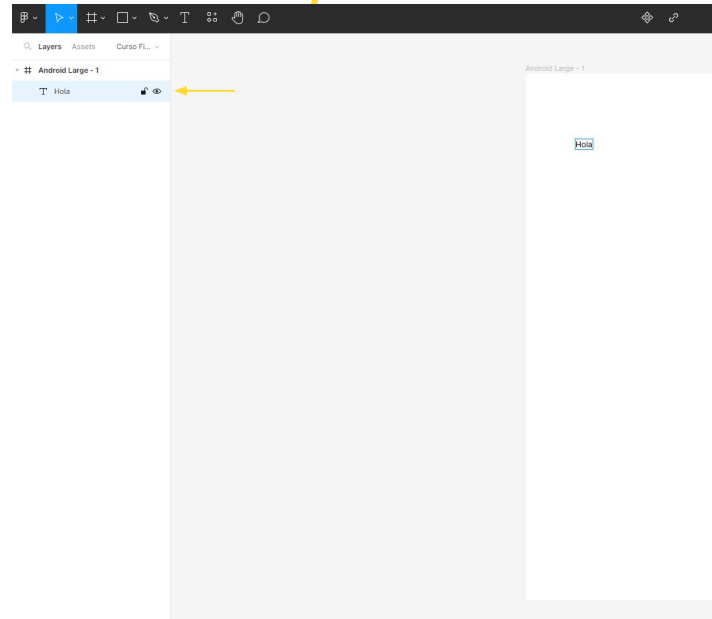 Layers Assets Curso Fi...
Android Large - 1
Hola
Android Large - 1
Hola